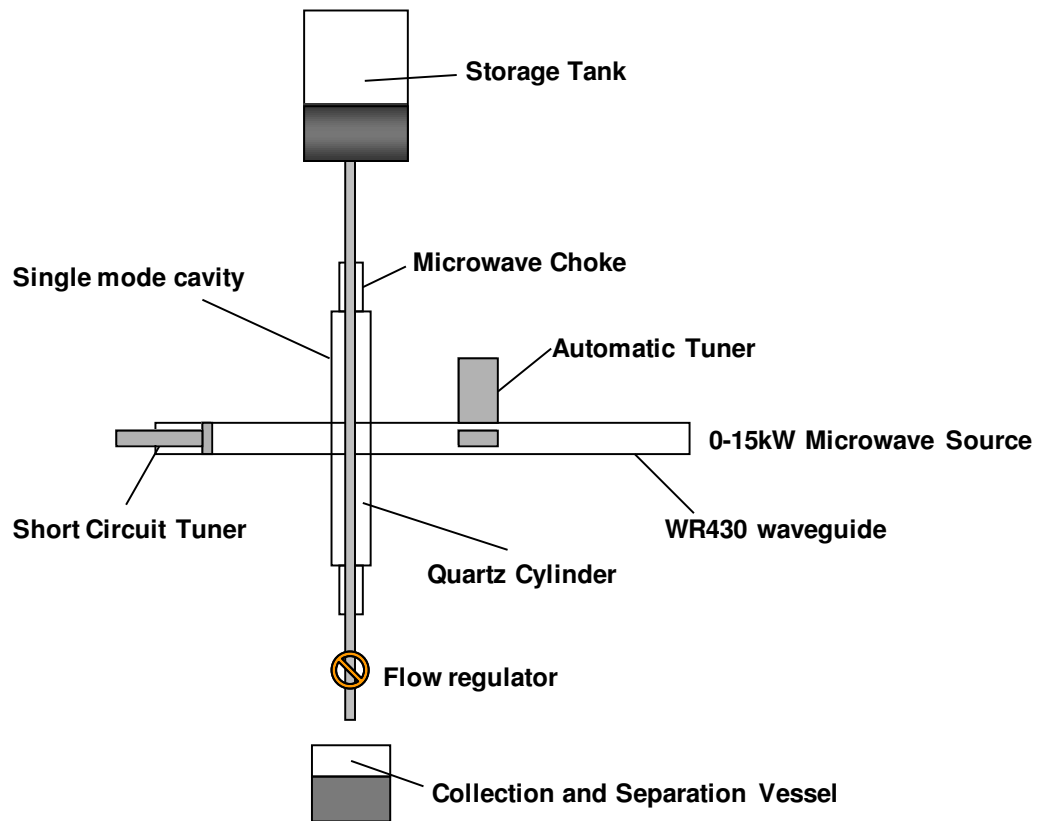 Storage Tank
Microwave Choke
Single mode cavity
Automatic Tuner
0-15kW Microwave Source
Short Circuit Tuner
WR430 waveguide
Quartz Cylinder
Flow regulator
Collection and Separation Vessel